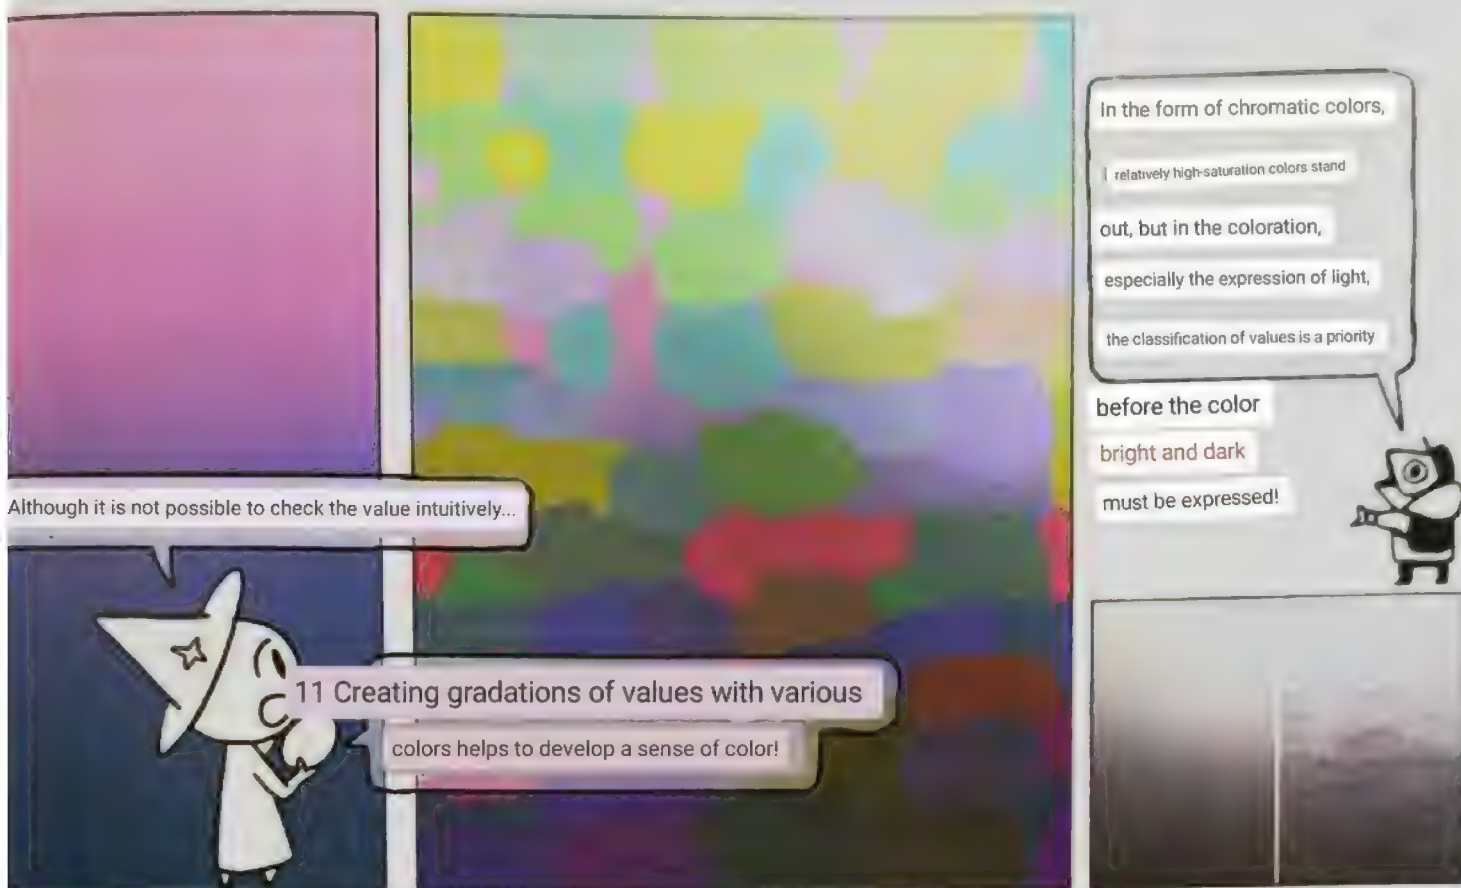 Although it is not possible to check the value intuitively...
11 Creating gradations of values with various
colors helps to develop a sense of color!
In the form of chromatic colors,
relatively high-saturation colors stand
out, but in the coloration,
especially the expression of light,
the classification of values is a priority
before the color
bright and dark
must be expressed!